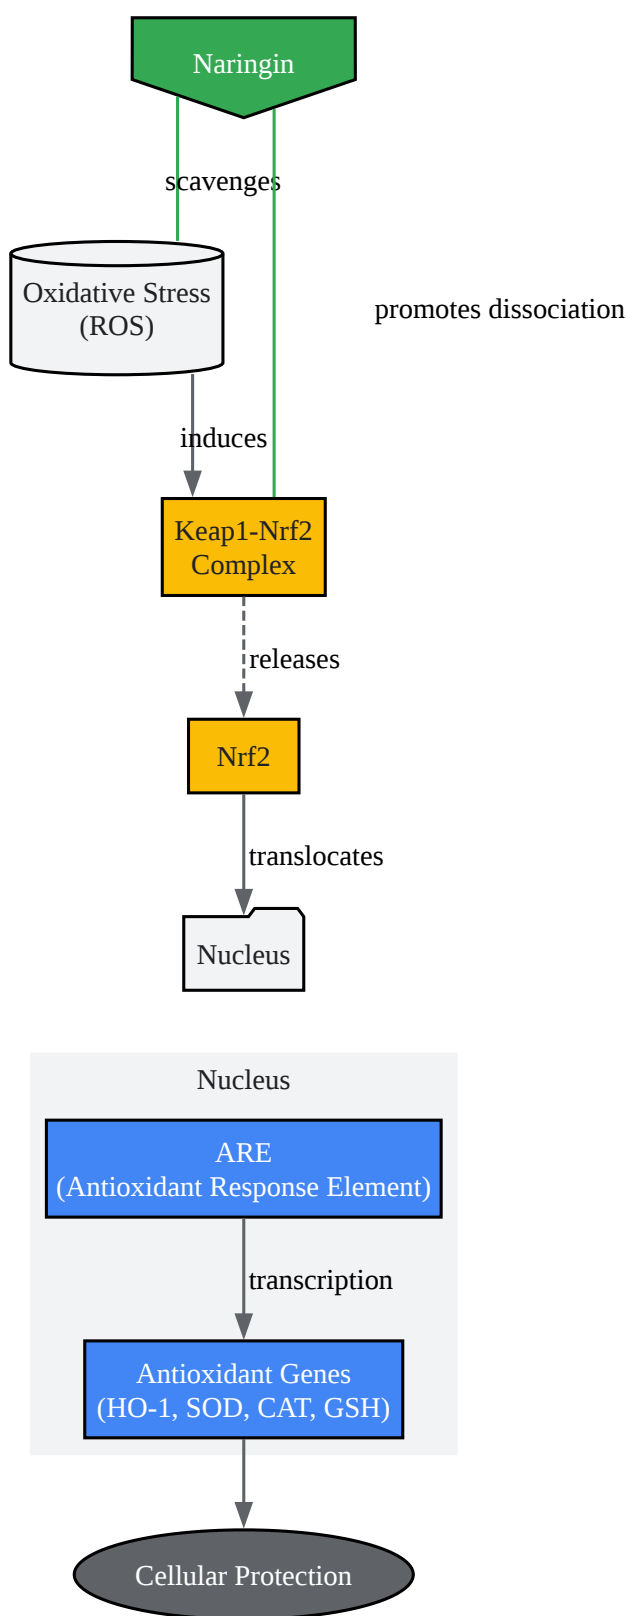 Naringin
scavenges
Oxidative Stress
(ROS)
promotes dissociation
induces
Keap1-Nrf2
Complex
releases
Nrf2
translocates
Nucleus
Nucleus
ARE
(Antioxidant Response Element)
transcription
Antioxidant Genes
(HO-1, SOD, CAT, GSH)
Cellular Protection